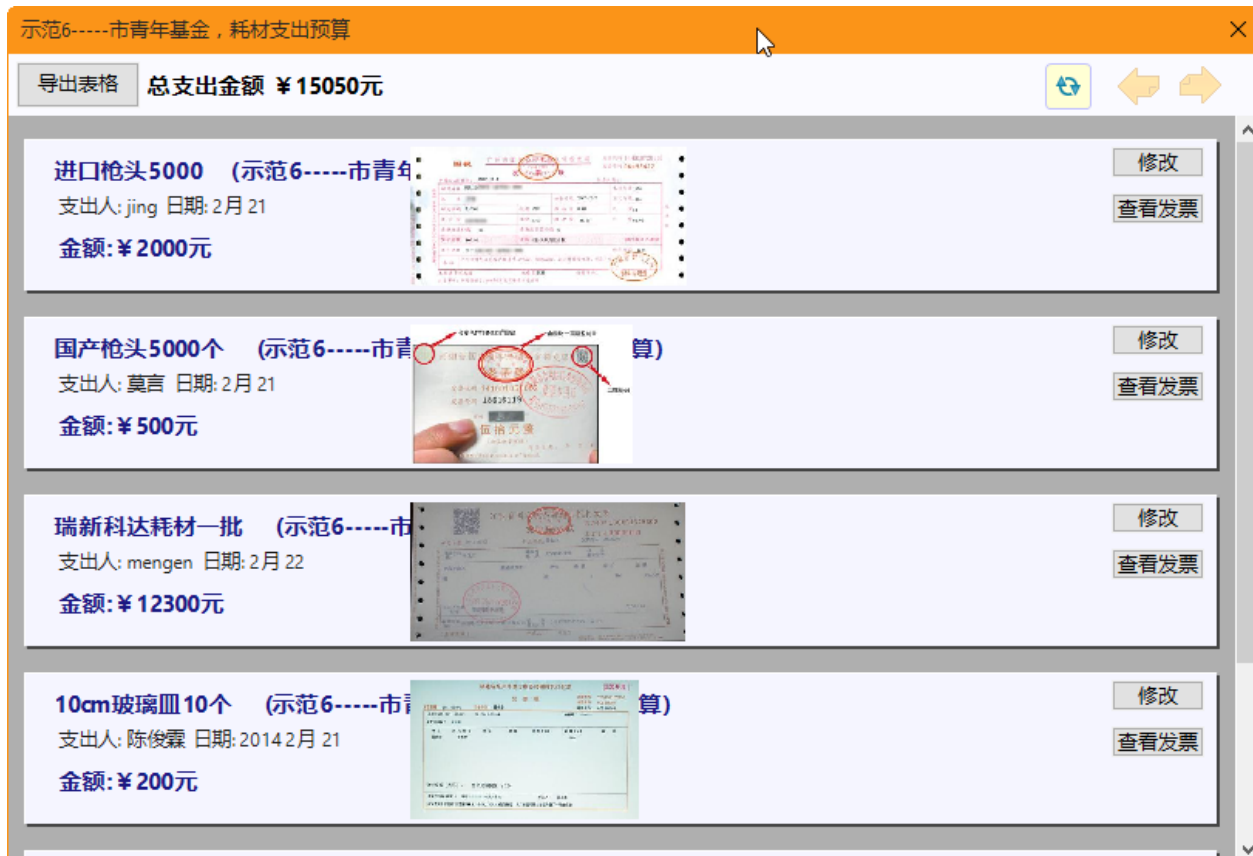 示范6-----市青年基金，耗材支出预算
导出表格 总支出金额 ￥15050元
进口枪头5000 (示范6-----市青年
修改
支出人: jing 日期: 2月 21
查看发票
金额:￥2000元
国产枪头5000个 (示范6-----市青 算)
修改
支出人: 莫言 日期: 2月 21
查看发票
金额:￥500元
伍拾元整
瑞新科达耗材一批 (示范6-----市
修改
支出人: mengen 日期: 2月 22
查看发票
金额:￥12300元
10cm玻璃皿10个 (示范6-----市青 算)
修改
支出人: 陈俊霖 日期: 2014 2月 21
查看发票
金额:￥200元